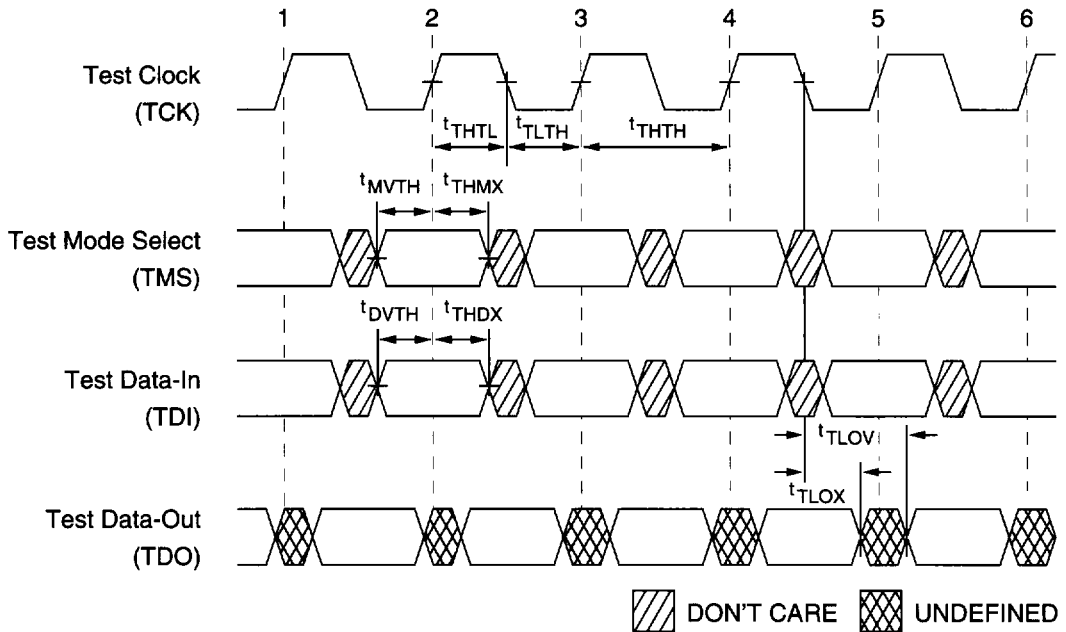 1 2 3 4 5 6
Test Clock
(TCK)
tTHTL tTLTH tTHTH
tMVTH tTHMX
Test Mode Select
(TMS)
tDVTH tTHDX
Test Data-In
(TDI)
tTLOV
tTLOX
Test Data-Out
(TDO)
DON'T CARE UNDEFINED